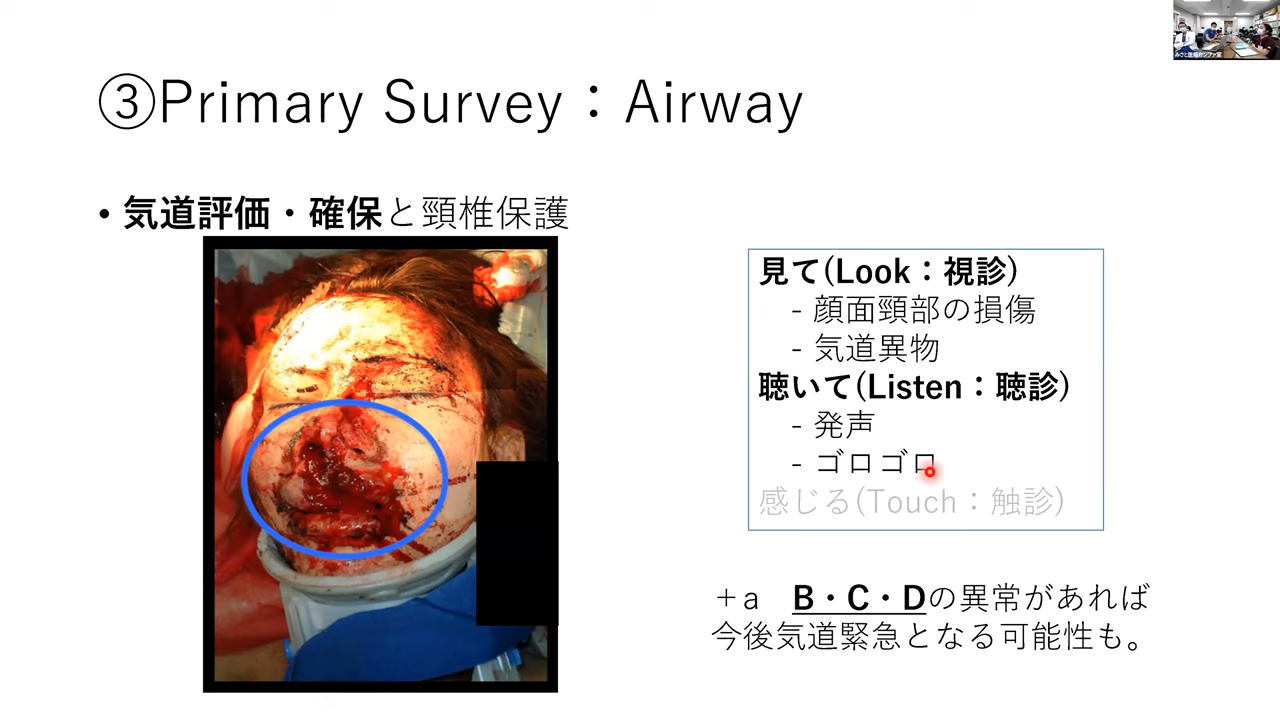 ③Primary Survey：Airway
• 気道評価・確保と頸椎保護
見て(Look：視診)
- 顔面頸部の損傷
- 気道異物
聴いて(Listen：聴診)
- 発声
- ゴロゴロ
感じる(Touch：触診)
＋a　B・C・Dの異常があれば
今後気道緊急となる可能性も。